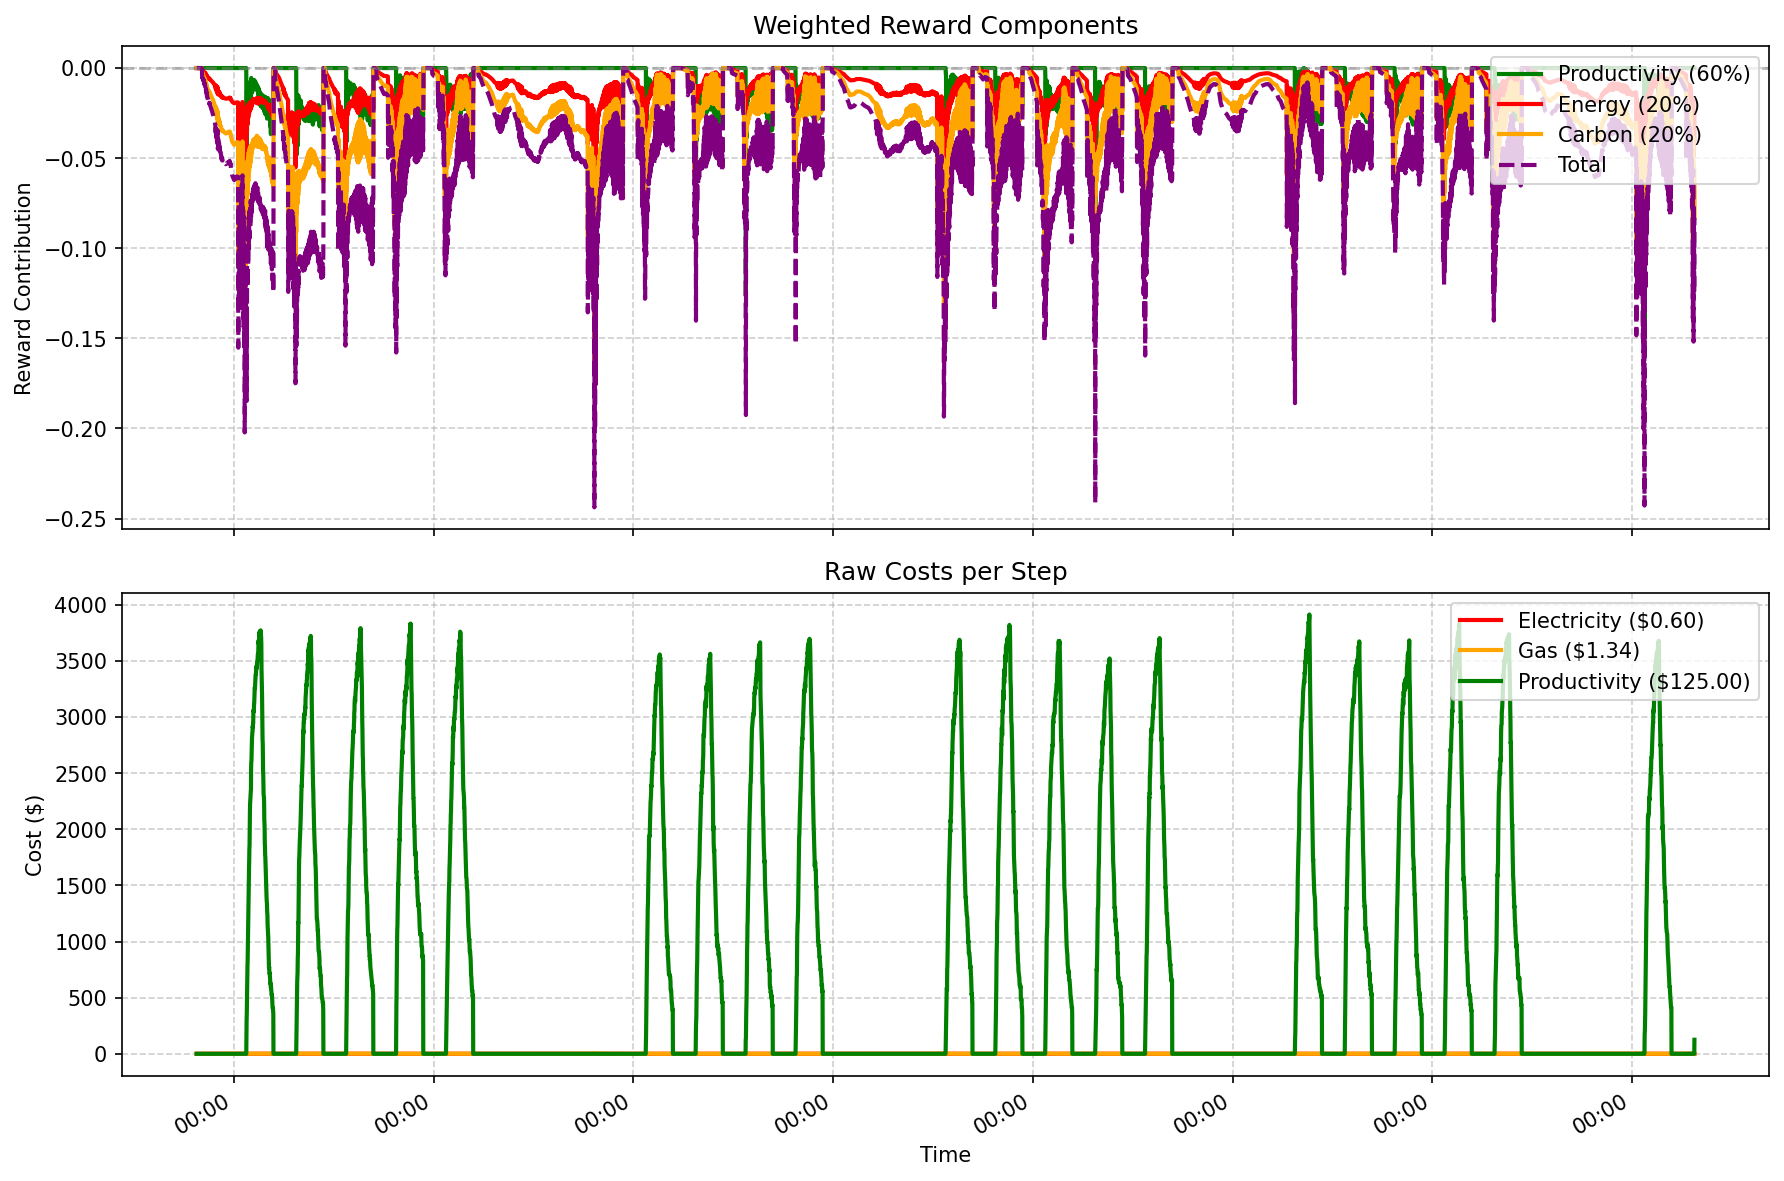 Weighted Reward Components
0.00
−0.05
−0.10
−0.15
−0.20
−0.25
Reward Contribution
Productivity (60%)
Energy (20%)
Carbon (20%)
Total
Raw Costs per Step
4000
3500
3000
2500
2000
1500
1000
500
0
Cost ($)
Electricity ($0.60)
Gas ($1.34)
Productivity ($125.00)
00:00 00:00 00:00 00:00 00:00 00:00 00:00 00:00
Time